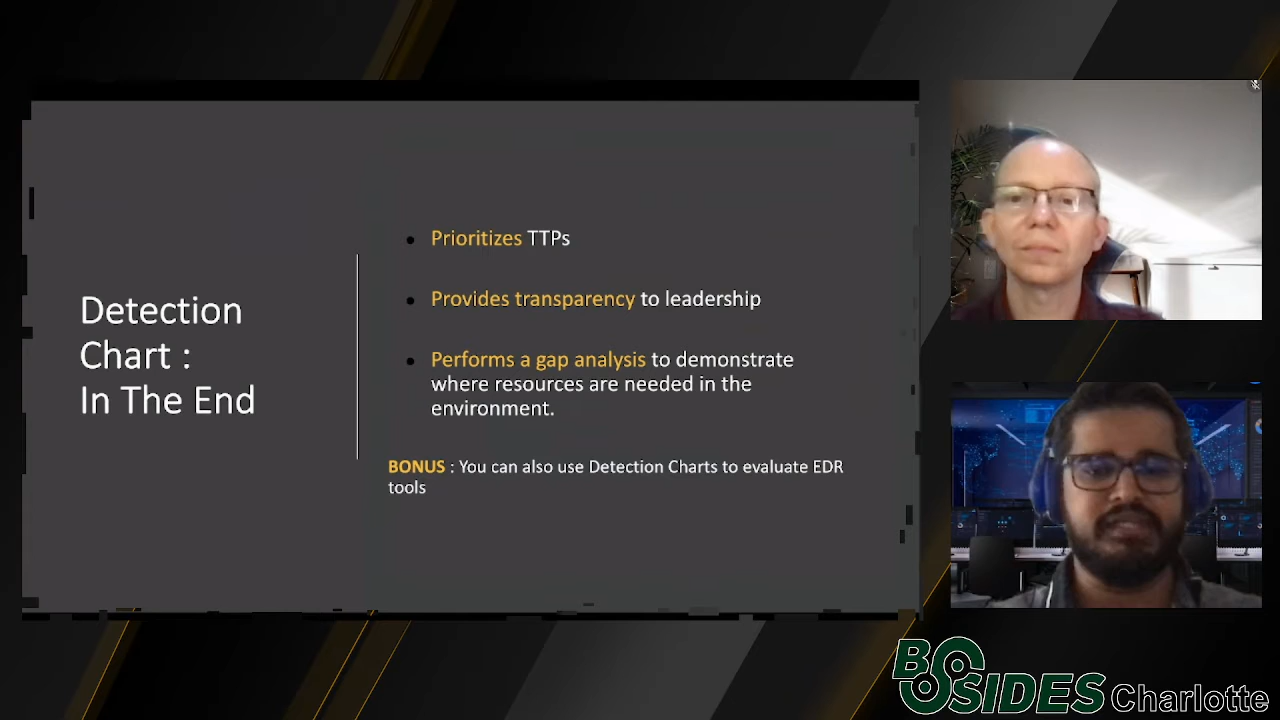 Detection
Chart :
In The End
Prioritizes TTPs
Provides transparency to leadership
Performs a gap analysis to demonstrate
where resources are needed in the
environment.
BONUS : You can also use Detection Charts to evaluate EDR
tools
BSIDES Charlotte